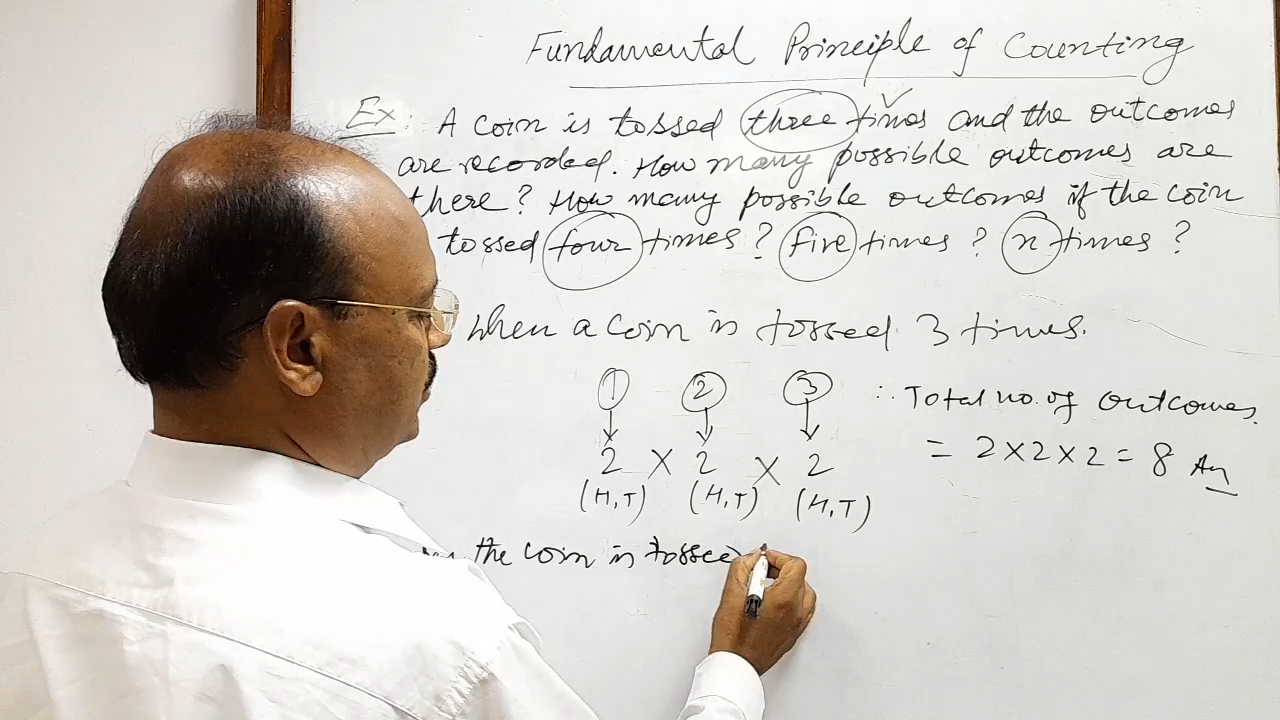 Fundamental Principle of Counting
Ex: A coin is tossed three times and the outcomes
are recorded. How many possible outcomes are
there? How many possible outcomes if the coin
tossed four times? five times? n times?
When a coin is tossed 3 times.
1 2 3
2 X 2 X 2
(H,T) (H,T) (H,T)
∴ Total no. of outcomes.
= 2 X 2 X 2 = 8 An
the coin is tossed